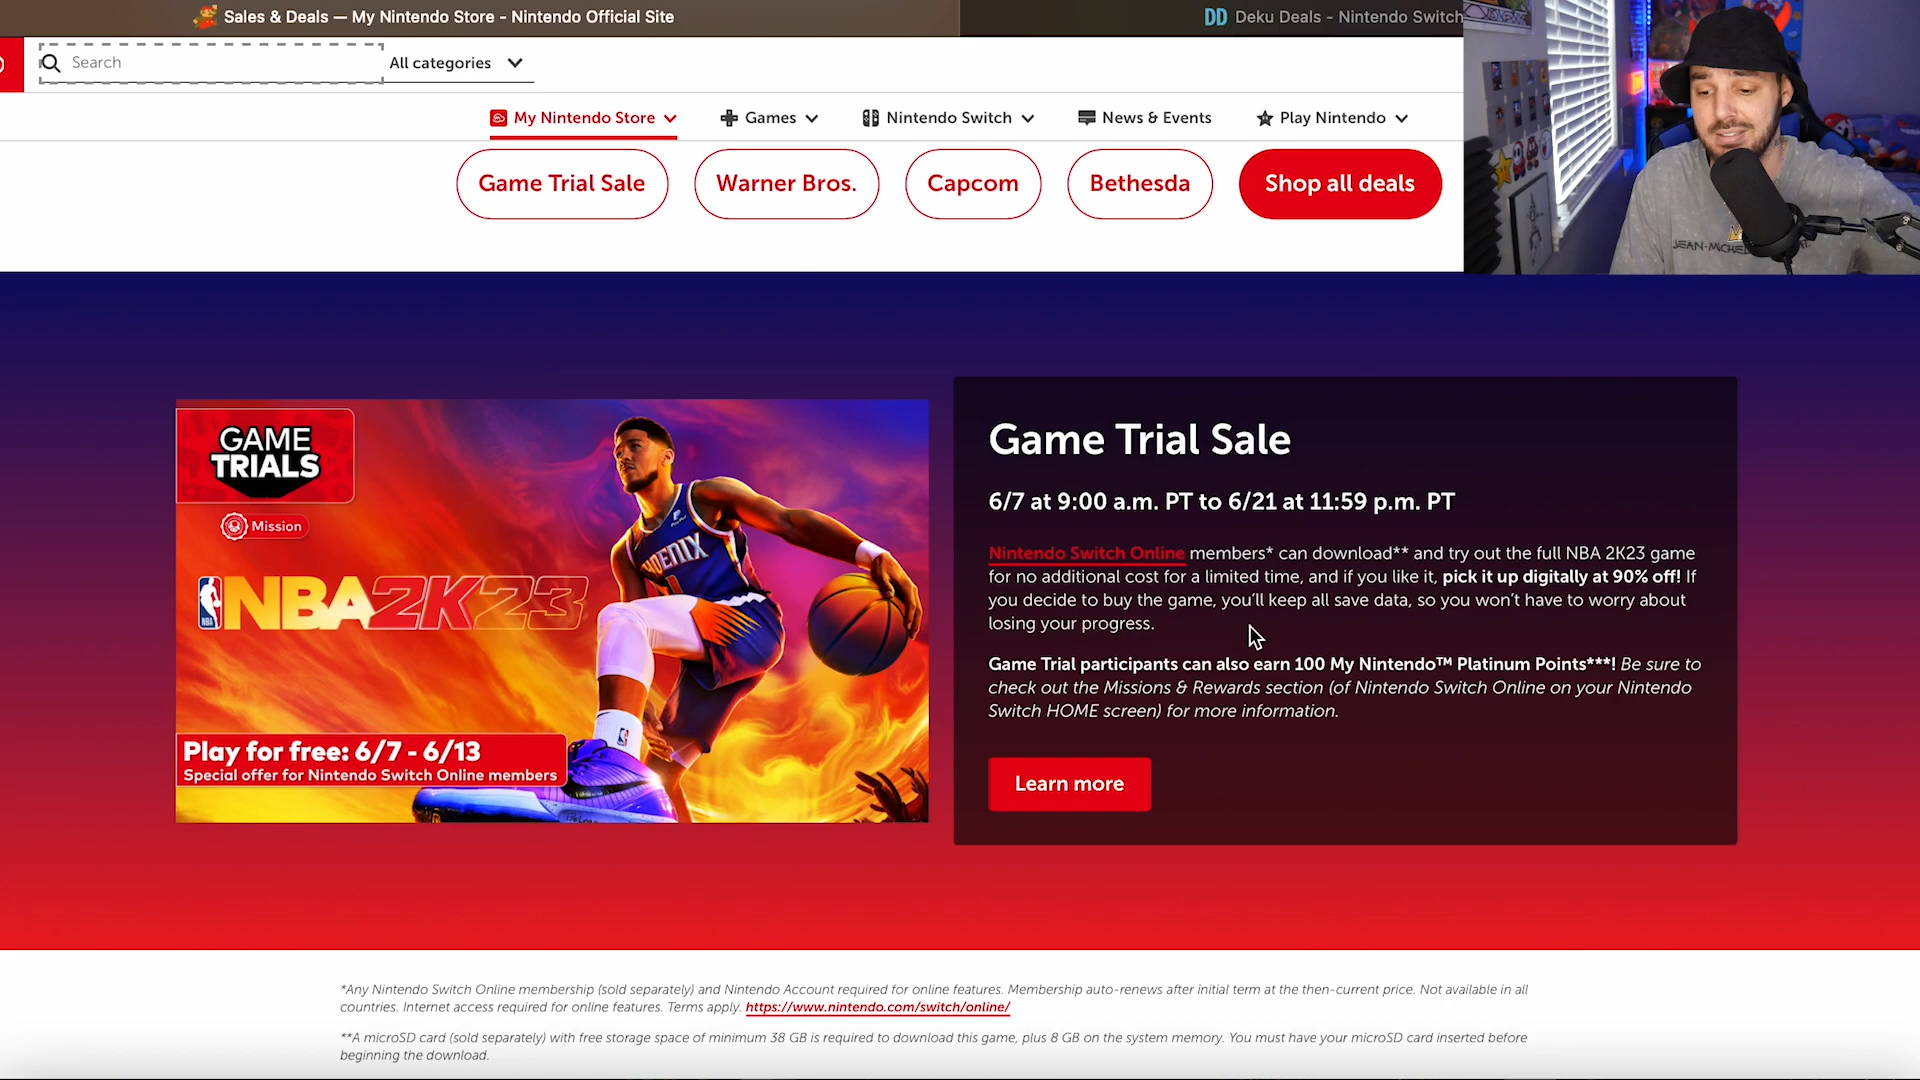 Sales & Deals — My Nintendo Store - Nintendo Official Site
DD Deku Deals - Nintendo Switch
Search
All categories
My Nintendo Store
Games
Nintendo Switch
News & Events
Play Nintendo
Game Trial Sale
Warner Bros.
Capcom
Bethesda
Shop all deals
GAME
TRIALS
Mission
NBA
NBA2K23
PayPal
PHOENIX
Play for free: 6/7 - 6/13
Special offer for Nintendo Switch Online members
Game Trial Sale
6/7 at 9:00 a.m. PT to 6/21 at 11:59 p.m. PT
Nintendo Switch Online members* can download** and try out the full NBA 2K23 game
for no additional cost for a limited time, and if you like it, pick it up digitally at 90% off! If
you decide to buy the game, you'll keep all save data, so you won't have to worry about
losing your progress.
Game Trial participants can also earn 100 My Nintendo™ Platinum Points***! Be sure to
check out the Missions & Rewards section (of Nintendo Switch Online on your Nintendo
Switch HOME screen) for more information.
Learn more
*Any Nintendo Switch Online membership (sold separately) and Nintendo Account required for online features. Membership auto-renews after initial term at the then-current price. Not available in all
countries. Internet access required for online features. Terms apply. https://www.nintendo.com/switch/online/
**A microSD card (sold separately) with free storage space of minimum 38 GB is required to download this game, plus 8 GB on the system memory. You must have your microSD card inserted before
beginning the download.